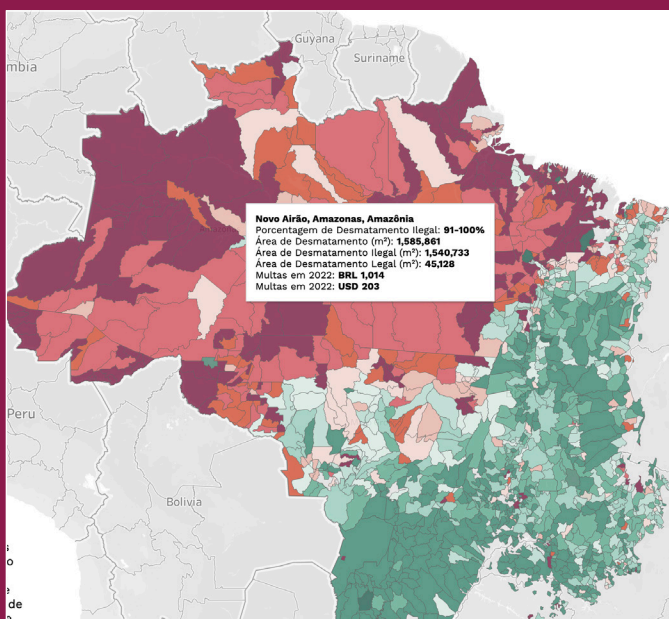 Guyana
mbia
Suriname
Novo Airão, Amazonas, Amazônia
Porcentagem de Desmatamento Ilegal: 91-100%
Área de Desmatamento (m²): 1,585,861
Área de Desmatamento Ilegal (m²): 1,540,733
Área de Desmatamento Legal (m²): 45,128
Multas em 2022: BRL 1,014
Multas em 2022: USD 203
Peru
Bolivia
s
o
e
de